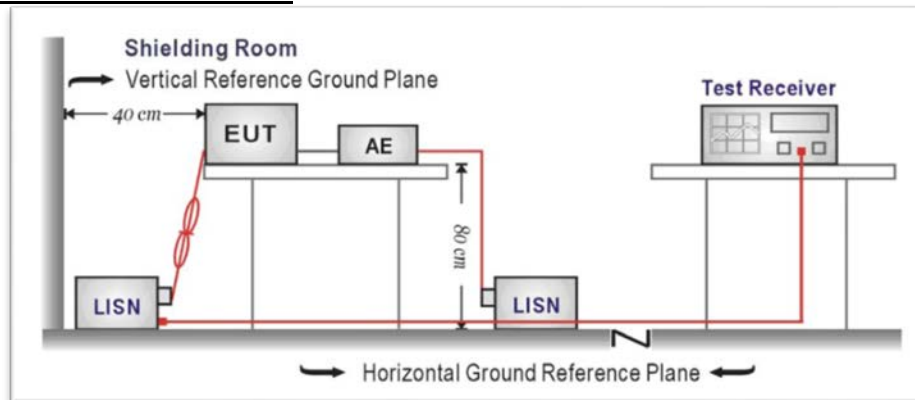 Shielding Room
Vertical Reference Ground Plane
Test Receiver
40 cm
EUT
AE
80 cm
LISN
LISN
Horizontal Ground Reference Plane